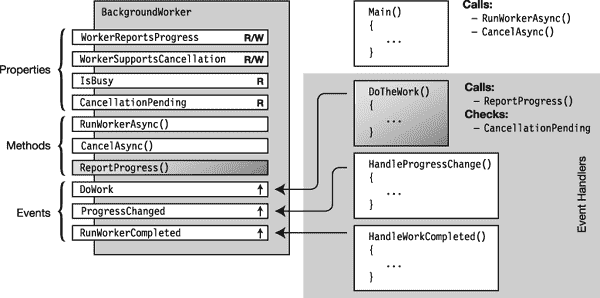 BackgroundWorker
Properties
WorkerReportsProgress R/W
WorkerSupportsCancellation R/W
IsBusy R
CancellationPending R
Methods
RunWorkerAsync()
CancelAsync()
ReportProgress()
Events
DoWork ↑
ProgressChanged ↑
RunWorkerCompleted ↑
Main()
{
...
}
Calls:
– RunWorkerAsync()
– CancelAsync()
DoTheWork()
{
...
}
Calls:
– ReportProgress()
Checks:
– CancellationPending
HandleProgressChange()
{
...
}
HandleWorkCompleted()
{
...
}
Event Handlers